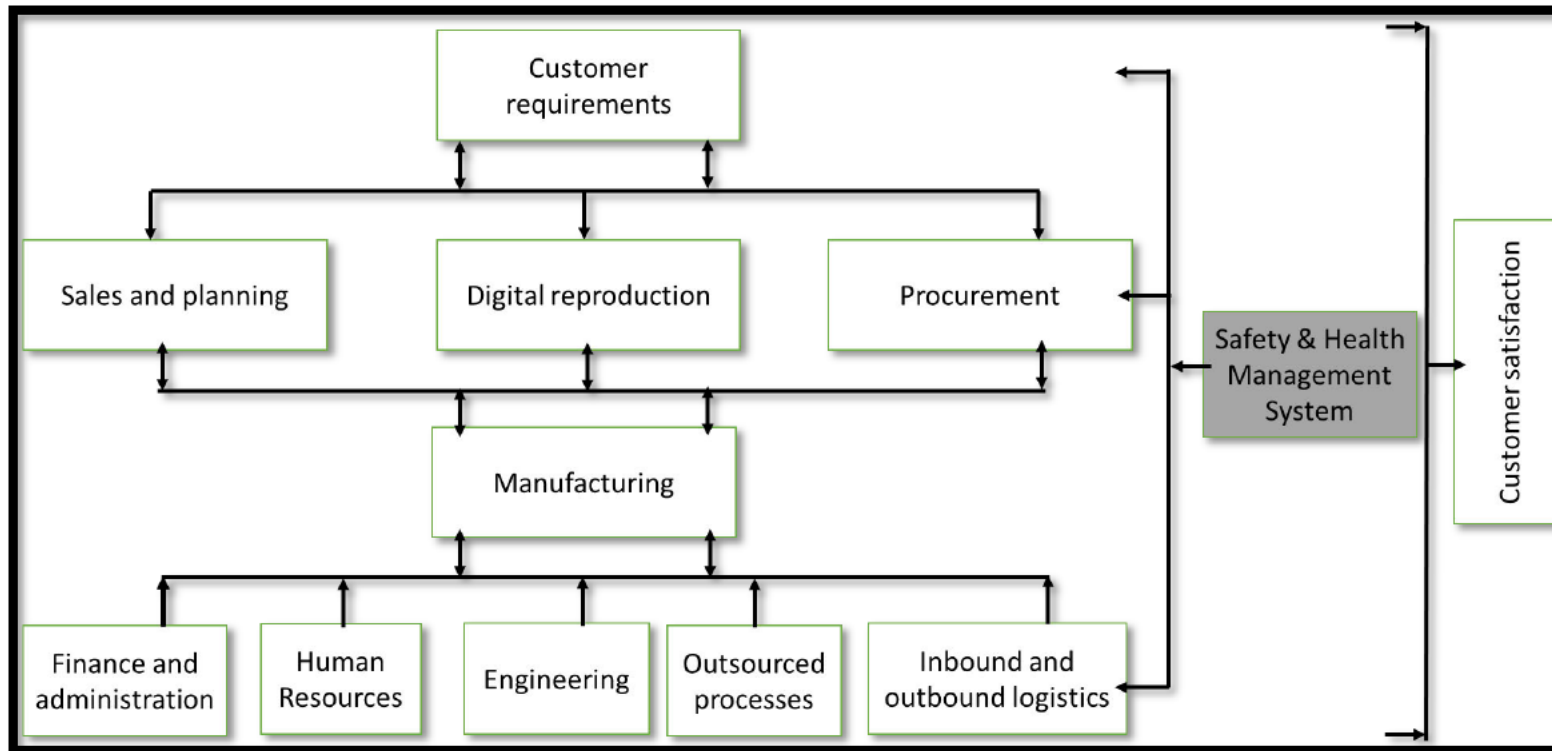 Customer
requirements
Sales and planning
Digital reproduction
Procurement
Safety & Health
Management
System
Customer satisfaction
Manufacturing
Finance and
administration
Human
Resources
Engineering
Outsourced
processes
Inbound and
outbound logistics